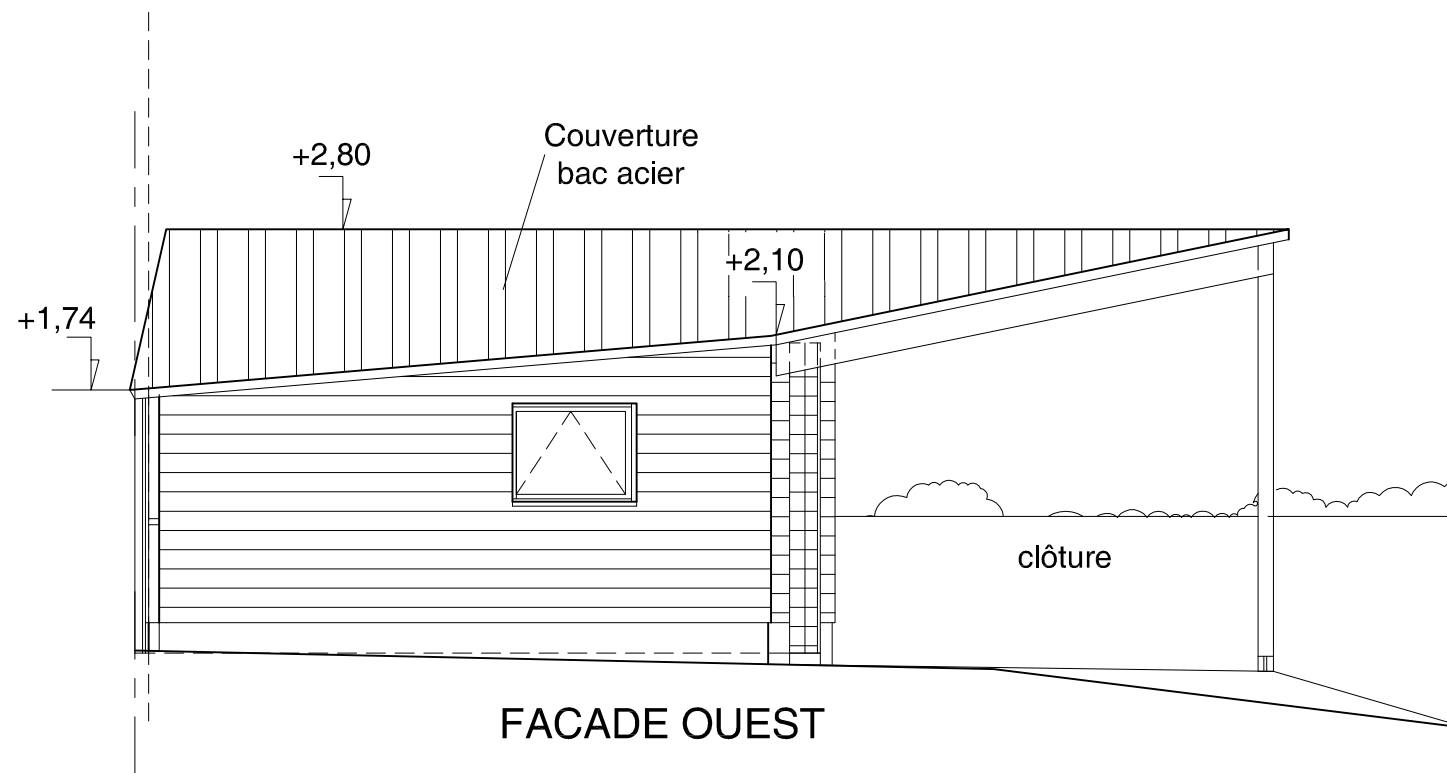 Couverture
bac acier
+2,80
+2,10
+1,74
clôture
FACADE OUEST